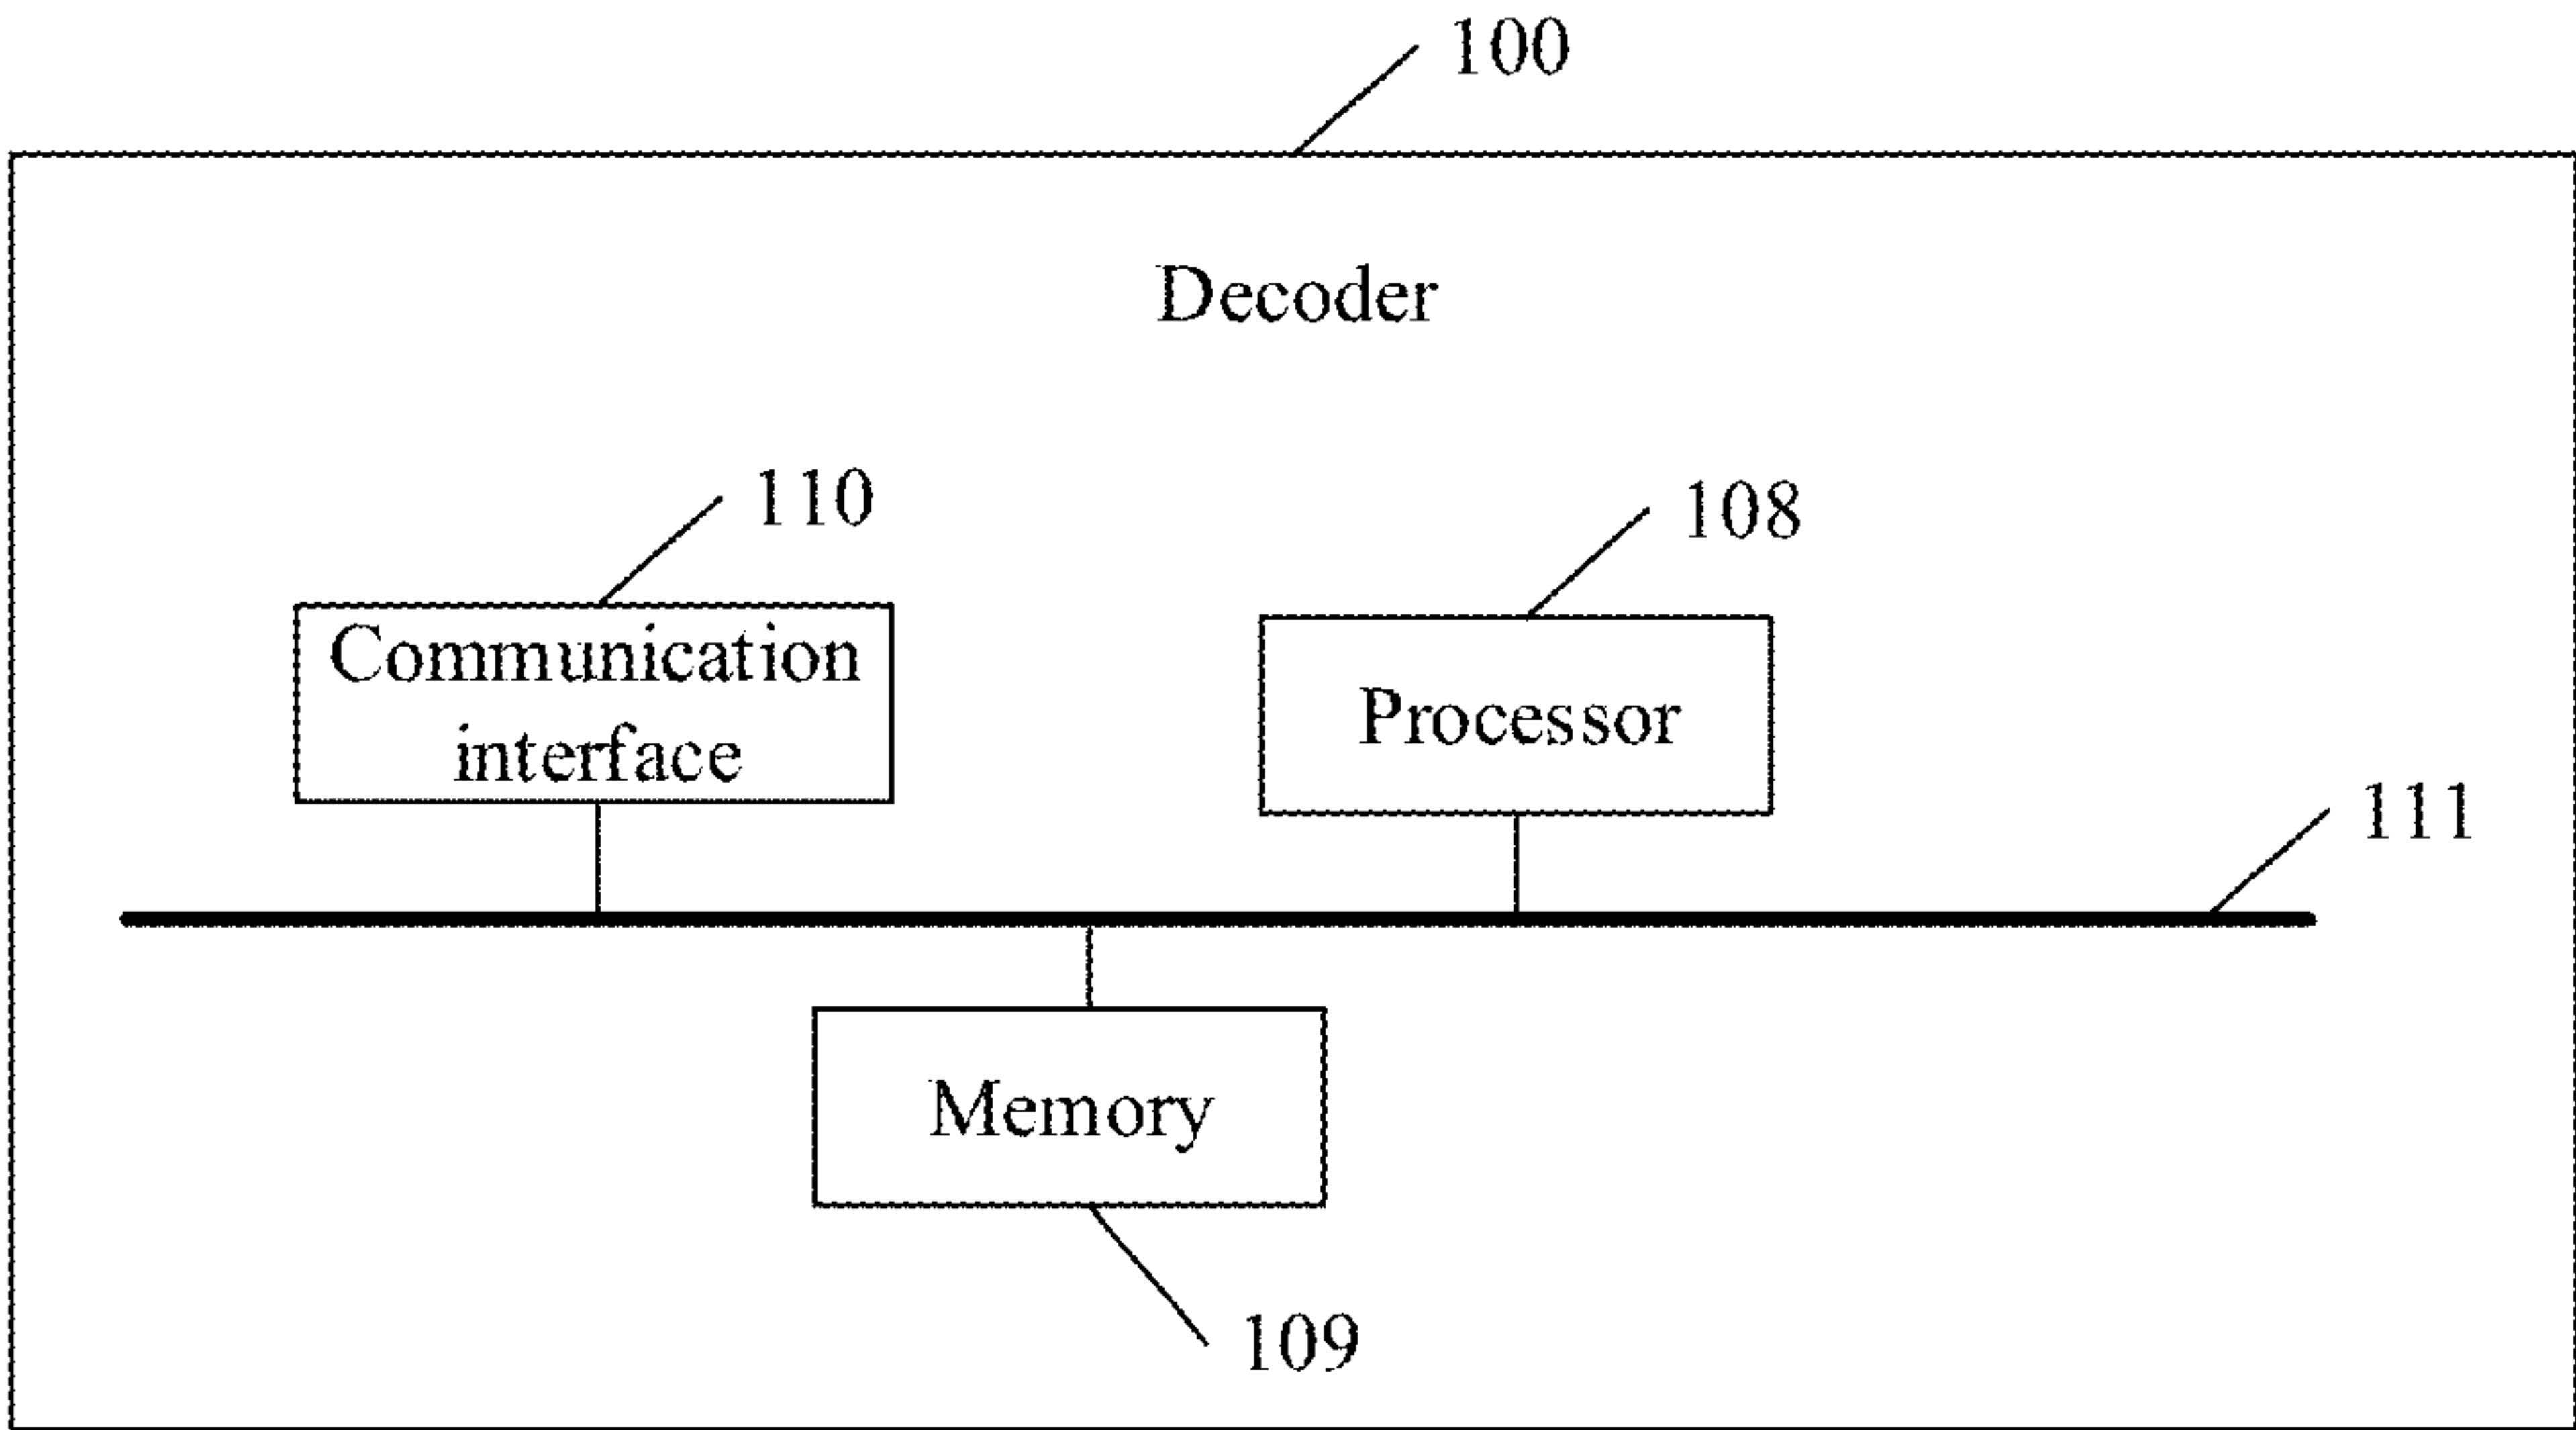 100
Decoder
110
108
Communication
interface
Processor
111
Memory
109